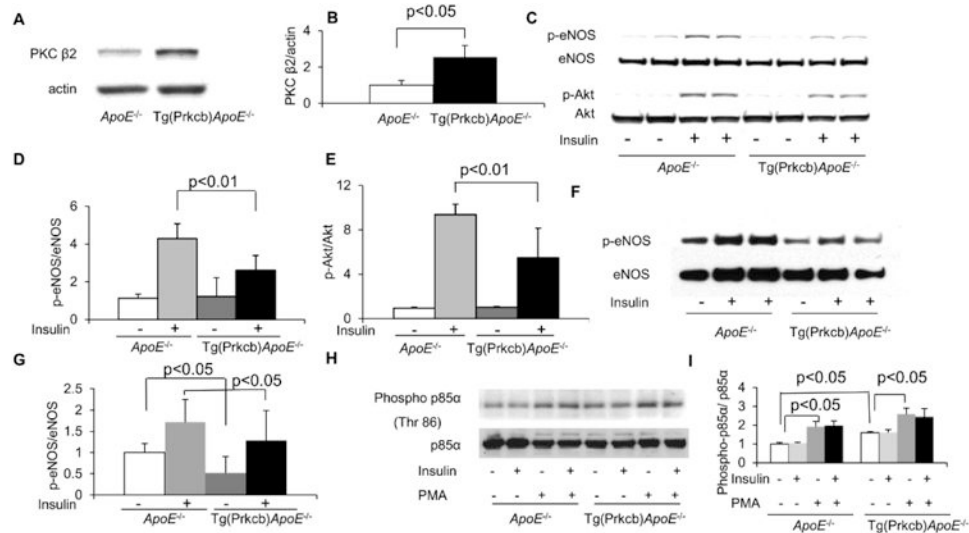 A
PKC β2
actin
ApoE-/- Tg(Prkcb)ApoE-/-
B
p<0.05
PKC β2/actin
4
2
0
ApoE-/- Tg(Prkcb)ApoE-/-
C
p-eNOS
eNOS
p-Akt
Akt
Insulin - - + + - - + +
ApoE-/- Tg(Prkcb)ApoE-/-
D
p<0.01
p-eNOS/eNOS
8
6
4
2
0
Insulin - + - +
ApoE-/- Tg(Prkcb)ApoE-/-
E
p<0.01
p-Akt/Akt
12
9
6
3
0
Insulin - + - +
ApoE-/- Tg(Prkcb)ApoE-/-
F
p-eNOS
eNOS
Insulin - + + - + +
ApoE-/- Tg(Prkcb)ApoE-/-
G
p<0.05 p<0.05
p-eNOS/eNOS
2.5
2
1.5
1
0.5
0
Insulin - + - +
ApoE-/- Tg(Prkcb)ApoE-/-
H
Phospho p85α
(Thr 86)
p85α
Insulin - + - + - + - +
PMA - - + + - - + +
ApoE-/- Tg(Prkcb)ApoE-/-
I
p<0.05 p<0.05
p<0.05
Phospho-p85α/ p85α
4
3
2
1
0
Insulin - + - + - + - +
PMA - - + + - - + +
ApoE-/- Tg(Prkcb)ApoE-/-